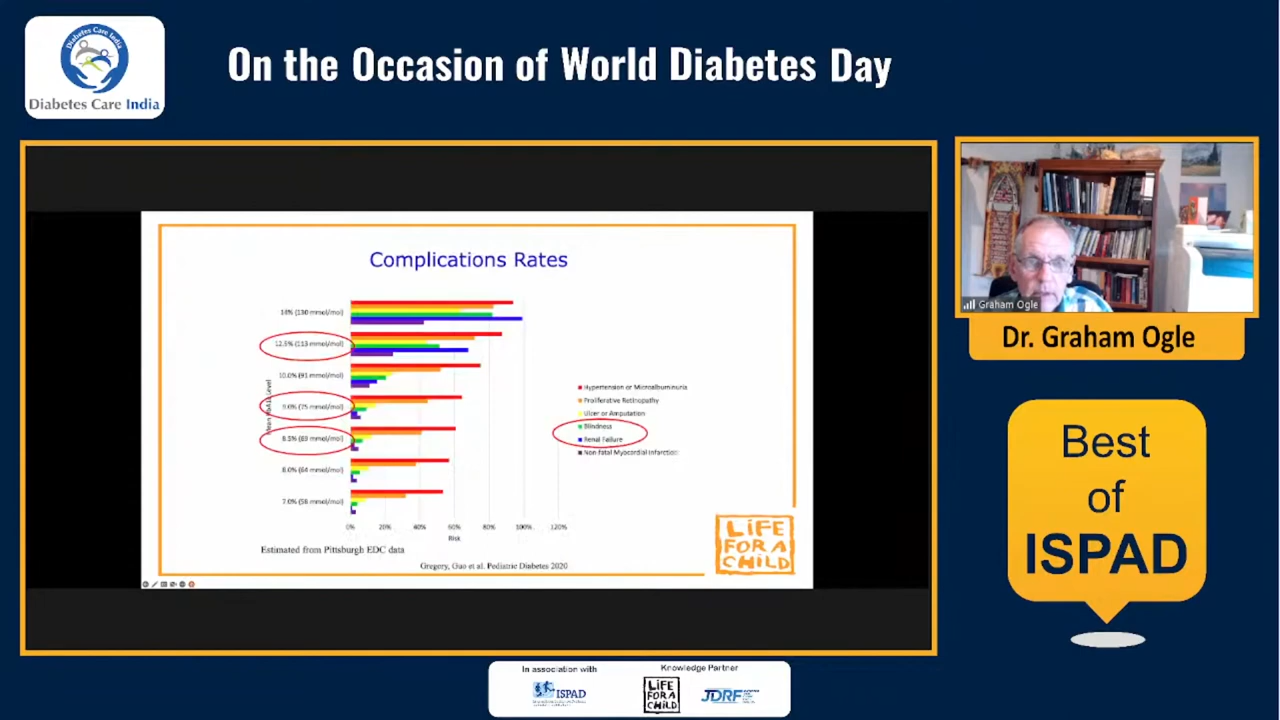 Diabetes Care India
On the Occasion of World Diabetes Day
Complications Rates
14% (130 mmol/mol)
12.5% (113 mmol/mol)
10.0% (91 mmol/mol)
9.0% (75 mmol/mol)
8.5% (69 mmol/mol)
8.0% (64 mmol/mol)
7.0% (58 mmol/mol)
0% 20% 40% 60% 80% 100% 120%
Risk
Hypertension or Microalbuminuria
Proliferative Retinopathy
Ulcer or Amputation
Blindness
Renal Failure
Non-Fatal Myocardial Infarction
Estimated from Pittsburgh EDC data
Gregory, Guo et al. Pediatric Diabetes 2020
LiFE
FOR A
CHiLD
Graham Ogle
Dr. Graham Ogle
Best
of
ISPAD
In association with
ISPAD
Knowledge Partner
LiFE
FOR A
CHiLD
JDRF